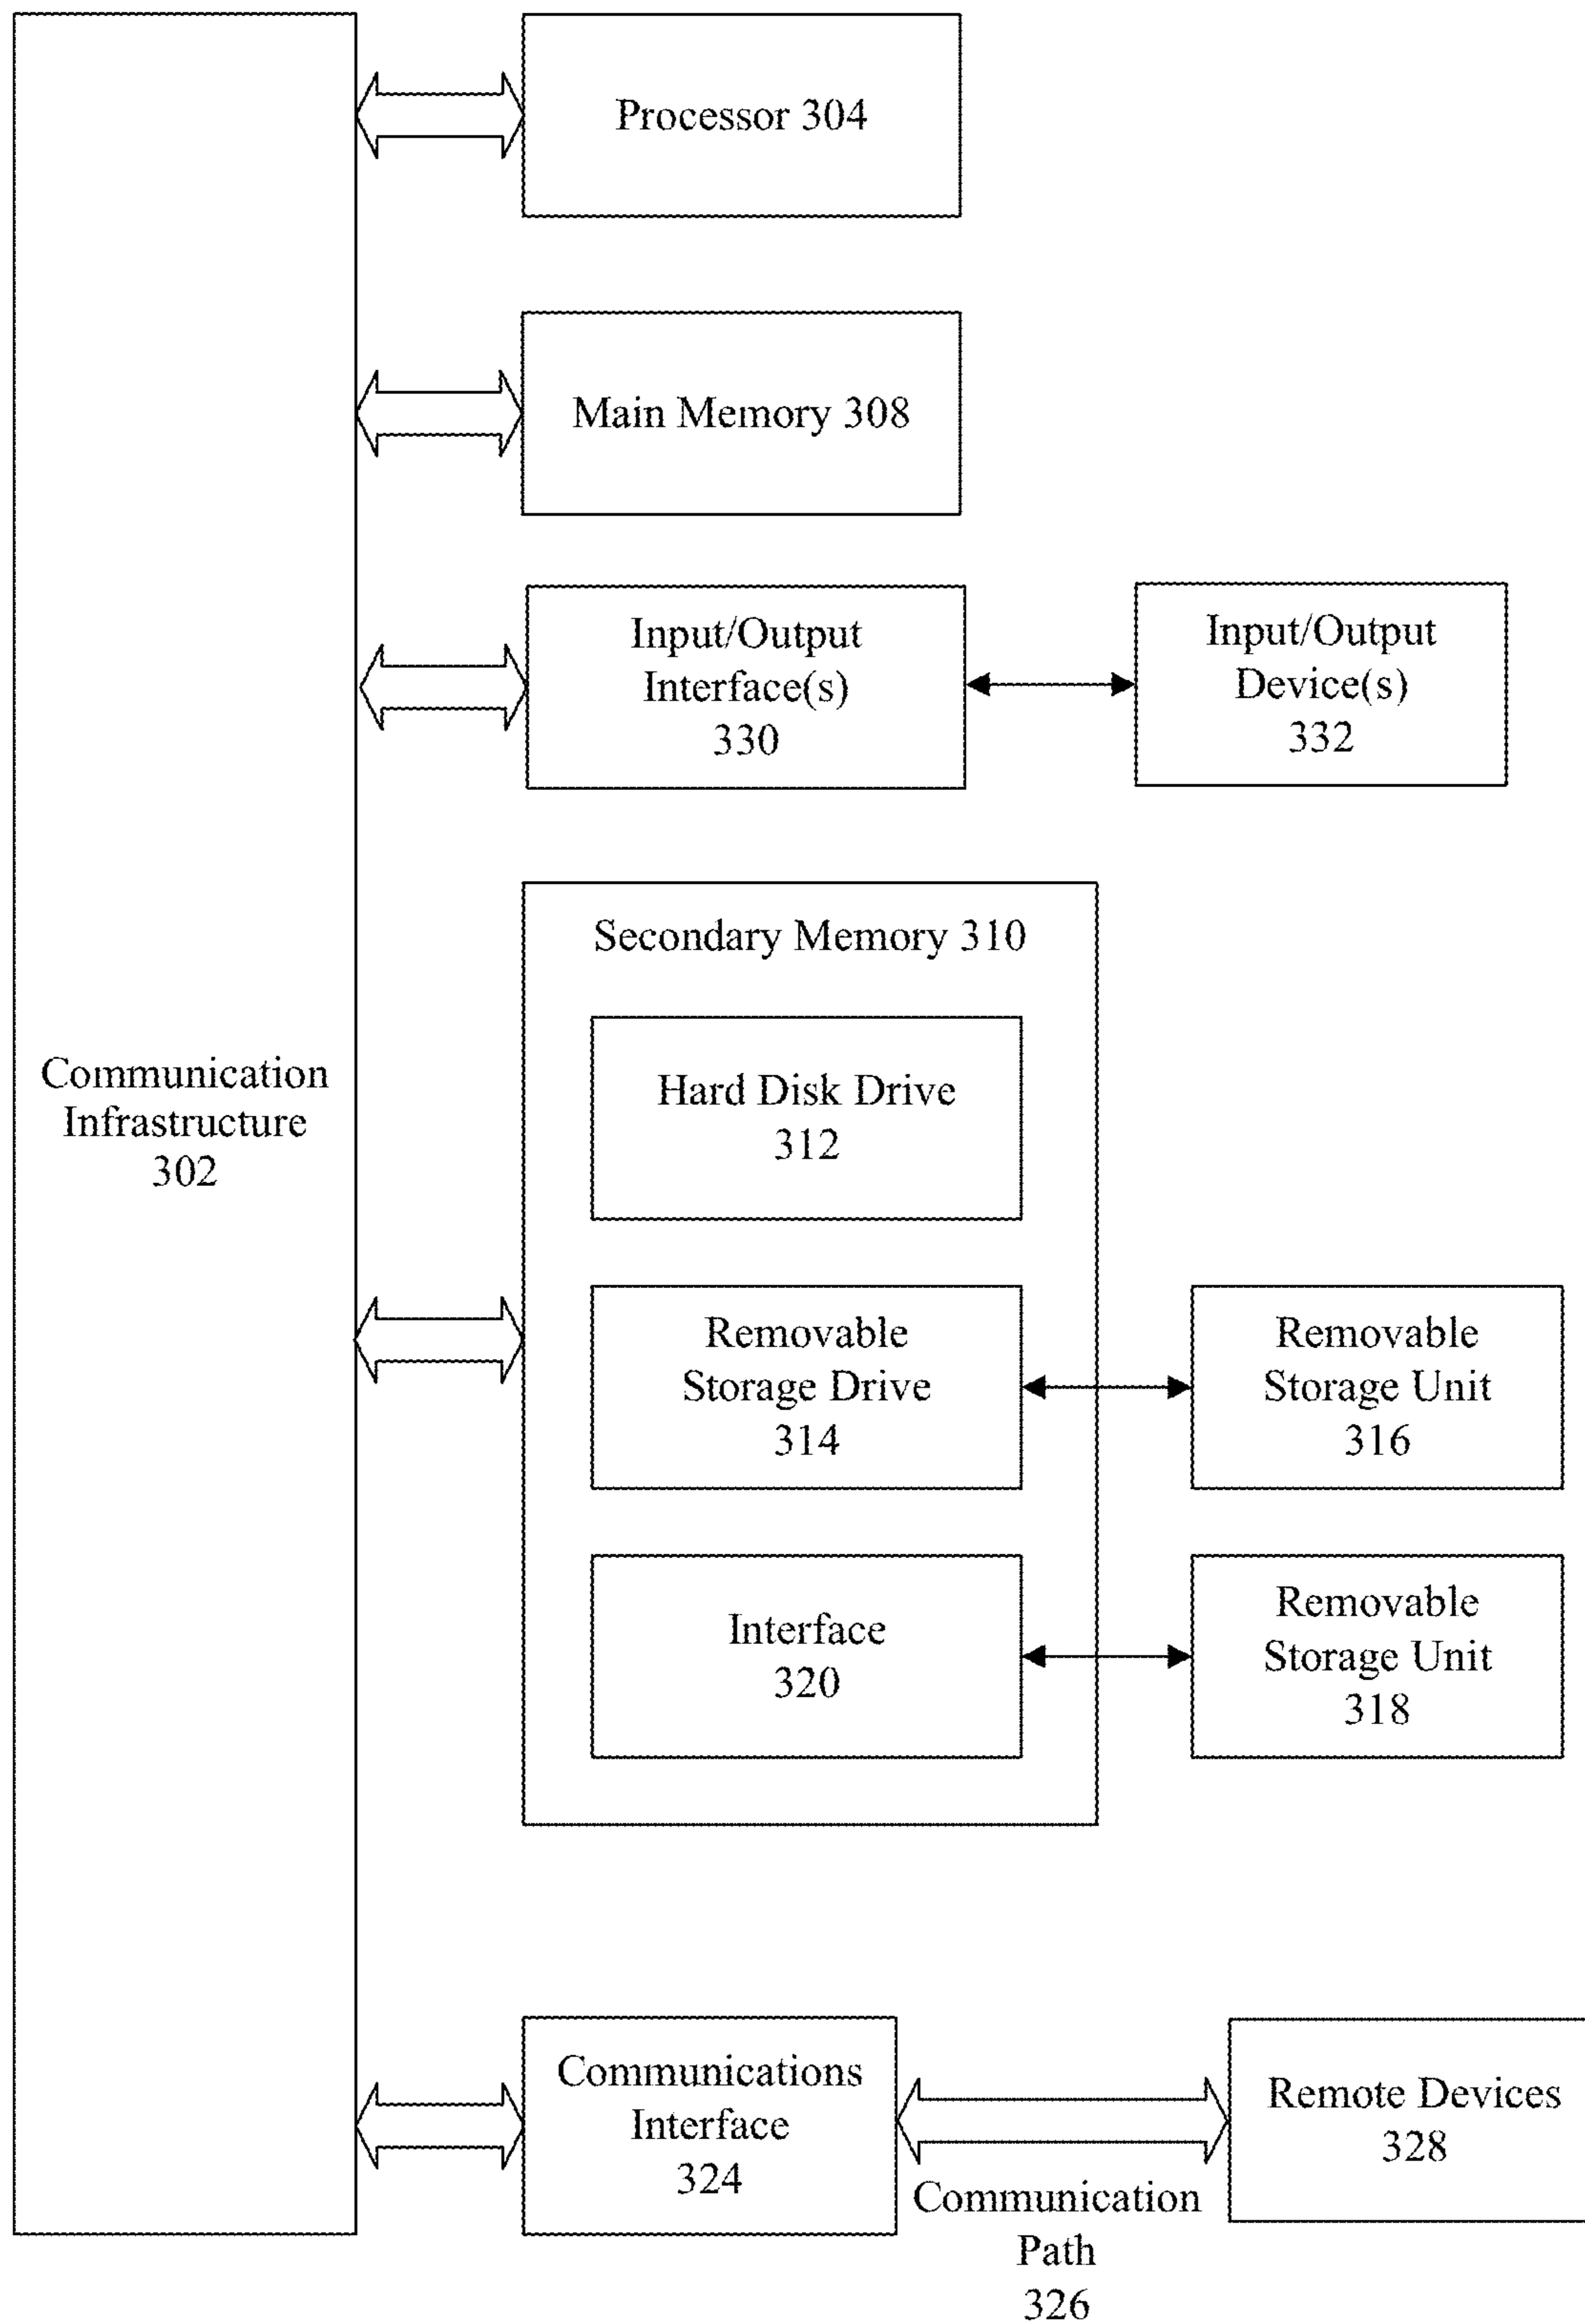 Processor 304
Main Memory 308
Input/Output
Interface(s)
330
Input/Output
Device(s)
332
Secondary Memory 310
Hard Disk Drive
312
Communication
Infrastructure
302
Removable
Storage Drive
314
Removable
Storage Unit
316
Interface
320
Removable
Storage Unit
318
Communications
Interface
324
Remote Devices
328
Communication
Path
326